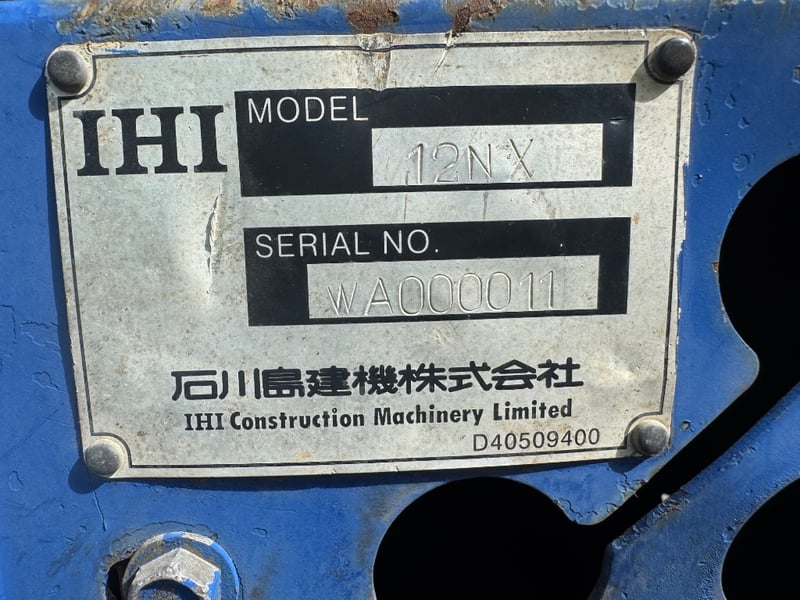 IHI
MODEL
12NX
SERIAL NO.
WA000011
石川島建機株式会社
IHI Construction Machinery Limited
D40509400